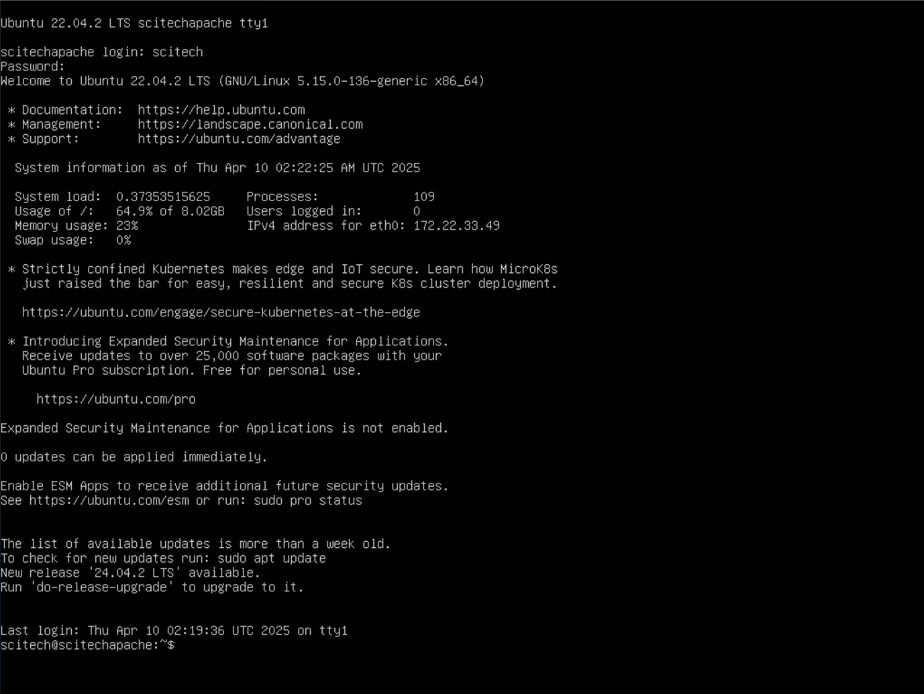 Ubuntu 22.04.2 LTS scitechapache tty1
scitechapache login: scitech
Password:
Welcome to Ubuntu 22.04.2 LTS (GNU/Linux 5.15.0-136-generic x86_64)
* Documentation:  https://help.ubuntu.com
* Management:     https://landscape.canonical.com
* Support:        https://ubuntu.com/advantage
System information as of Thu Apr 10 02:22:25 AM UTC 2025
System load:  0.37353515625     Processes:             109
Usage of /:   64.9% of 8.02GB   Users logged in:       0
Memory usage: 23%               IPv4 address for eth0: 172.22.33.49
Swap usage:   0%
* Strictly confined Kubernetes makes edge and IoT secure. Learn how MicroK8s
just raised the bar for easy, resilient and secure K8s cluster deployment.
https://ubuntu.com/engage/secure-kubernetes-at-the-edge
* Introducing Expanded Security Maintenance for Applications.
Receive updates to over 25,000 software packages with your
Ubuntu Pro subscription. Free for personal use.
https://ubuntu.com/pro
Expanded Security Maintenance for Applications is not enabled.
0 updates can be applied immediately.
Enable ESM Apps to receive additional future security updates.
See https://ubuntu.com/esm or run: sudo pro status
The list of available updates is more than a week old.
To check for new updates run: sudo apt update
New release '24.04.2 LTS' available.
Run 'do-release-upgrade' to upgrade to it.
Last login: Thu Apr 10 02:19:36 UTC 2025 on tty1
scitech@scitechapache:~$